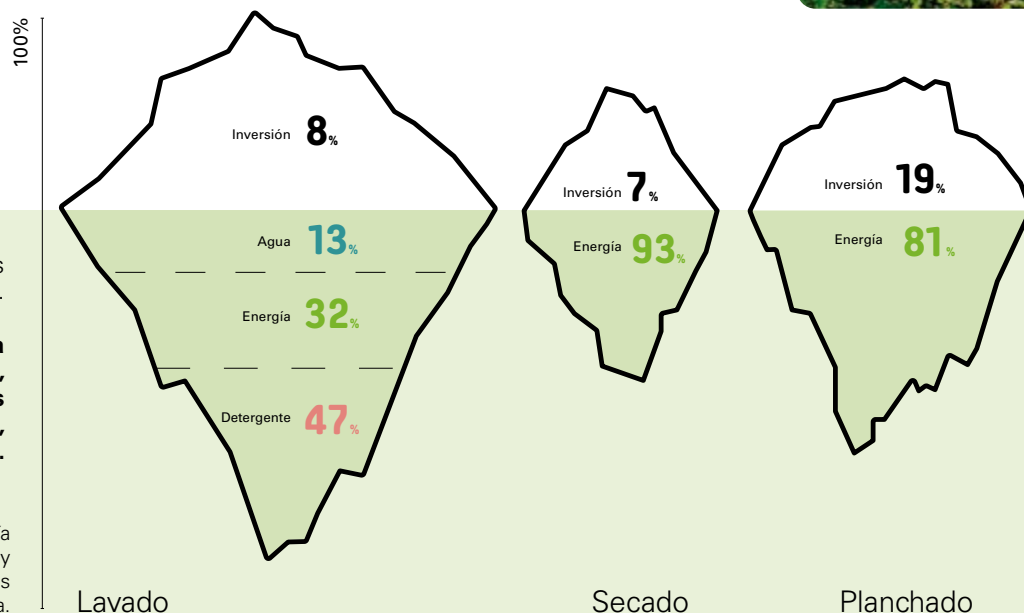 100%
Inversión 8%
Agua 13%
Energía 32%
Detergente 47%
Lavado
Inversión 7%
Energía 93%
Secado
Inversión 19%
Energía 81%
Planchado